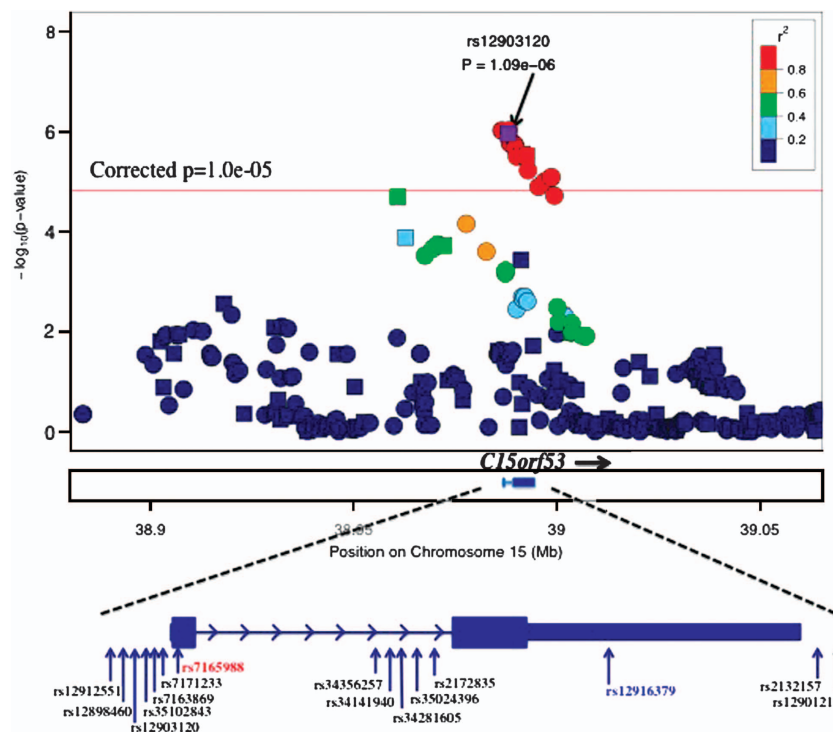 8
6
4
2
0
− log10(p−value)
rs12903120
P = 1.09e−06
Corrected p=1.0e-05
r2
0.8
0.6
0.4
0.2
C15orf53
38.9
38.95
39
39.05
Position on Chromosome 15 (Mb)
rs12912551
rs12898460
rs12903120
rs35102843
rs7163869
rs7171233
rs7165988
rs34356257
rs34141940
rs34281605
rs35024396
rs2172835
rs12916379
rs2132157
rs1290121